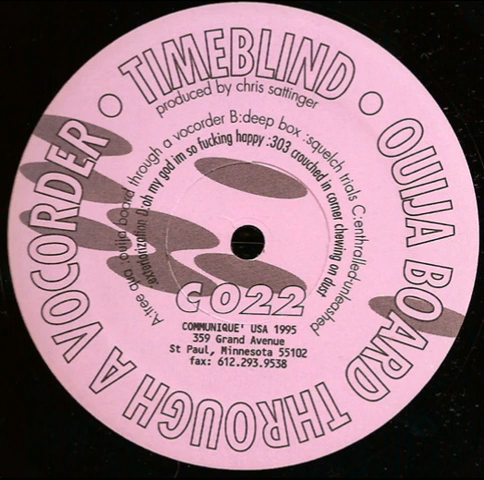 TIMEBLIND
OUIJA BOARD THROUGH A VOCORDER
produced by chris sattinger
:ouija board through a vocorder B:deep box :squelch trials C:enthralled-unleashed
:exteriorization D:oh my god im so fucking happy :303 crouched in corner chewing on dust
C 022
COMMUNIQUE' USA 1995
359 Grand Avenue
St Paul, Minnesota 55102
fax: 612.293.9538